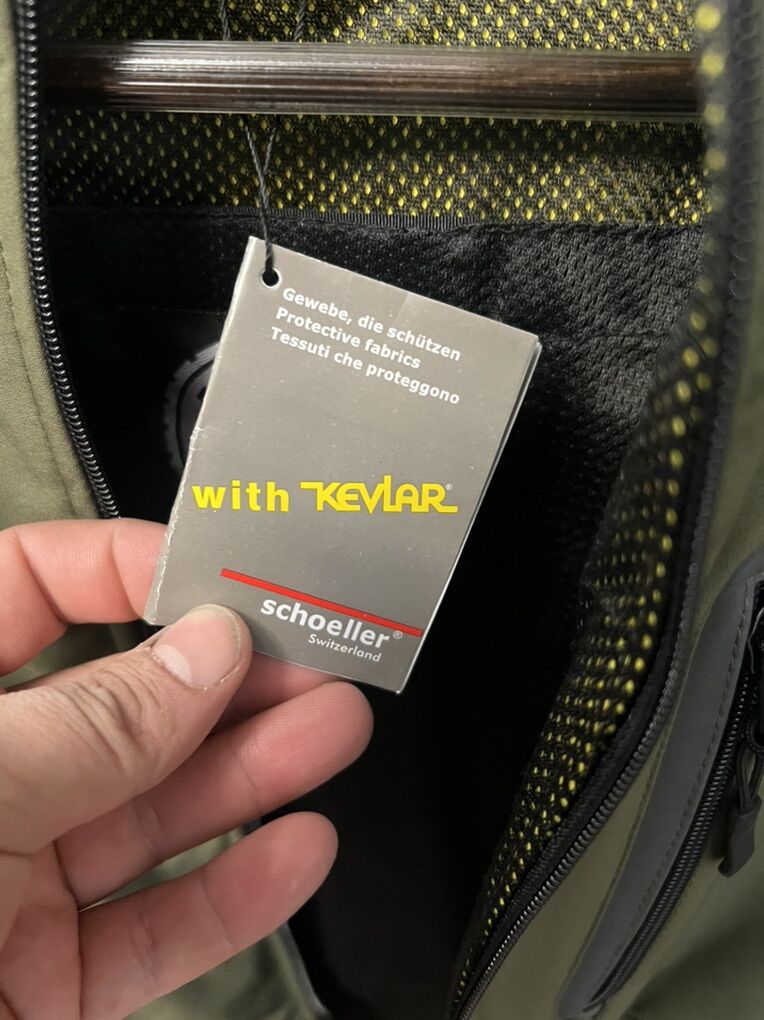 Gewebe, die schützen
Protective fabrics
Tessuti che proteggono
with KEVLAR®
schoeller®
Switzerland